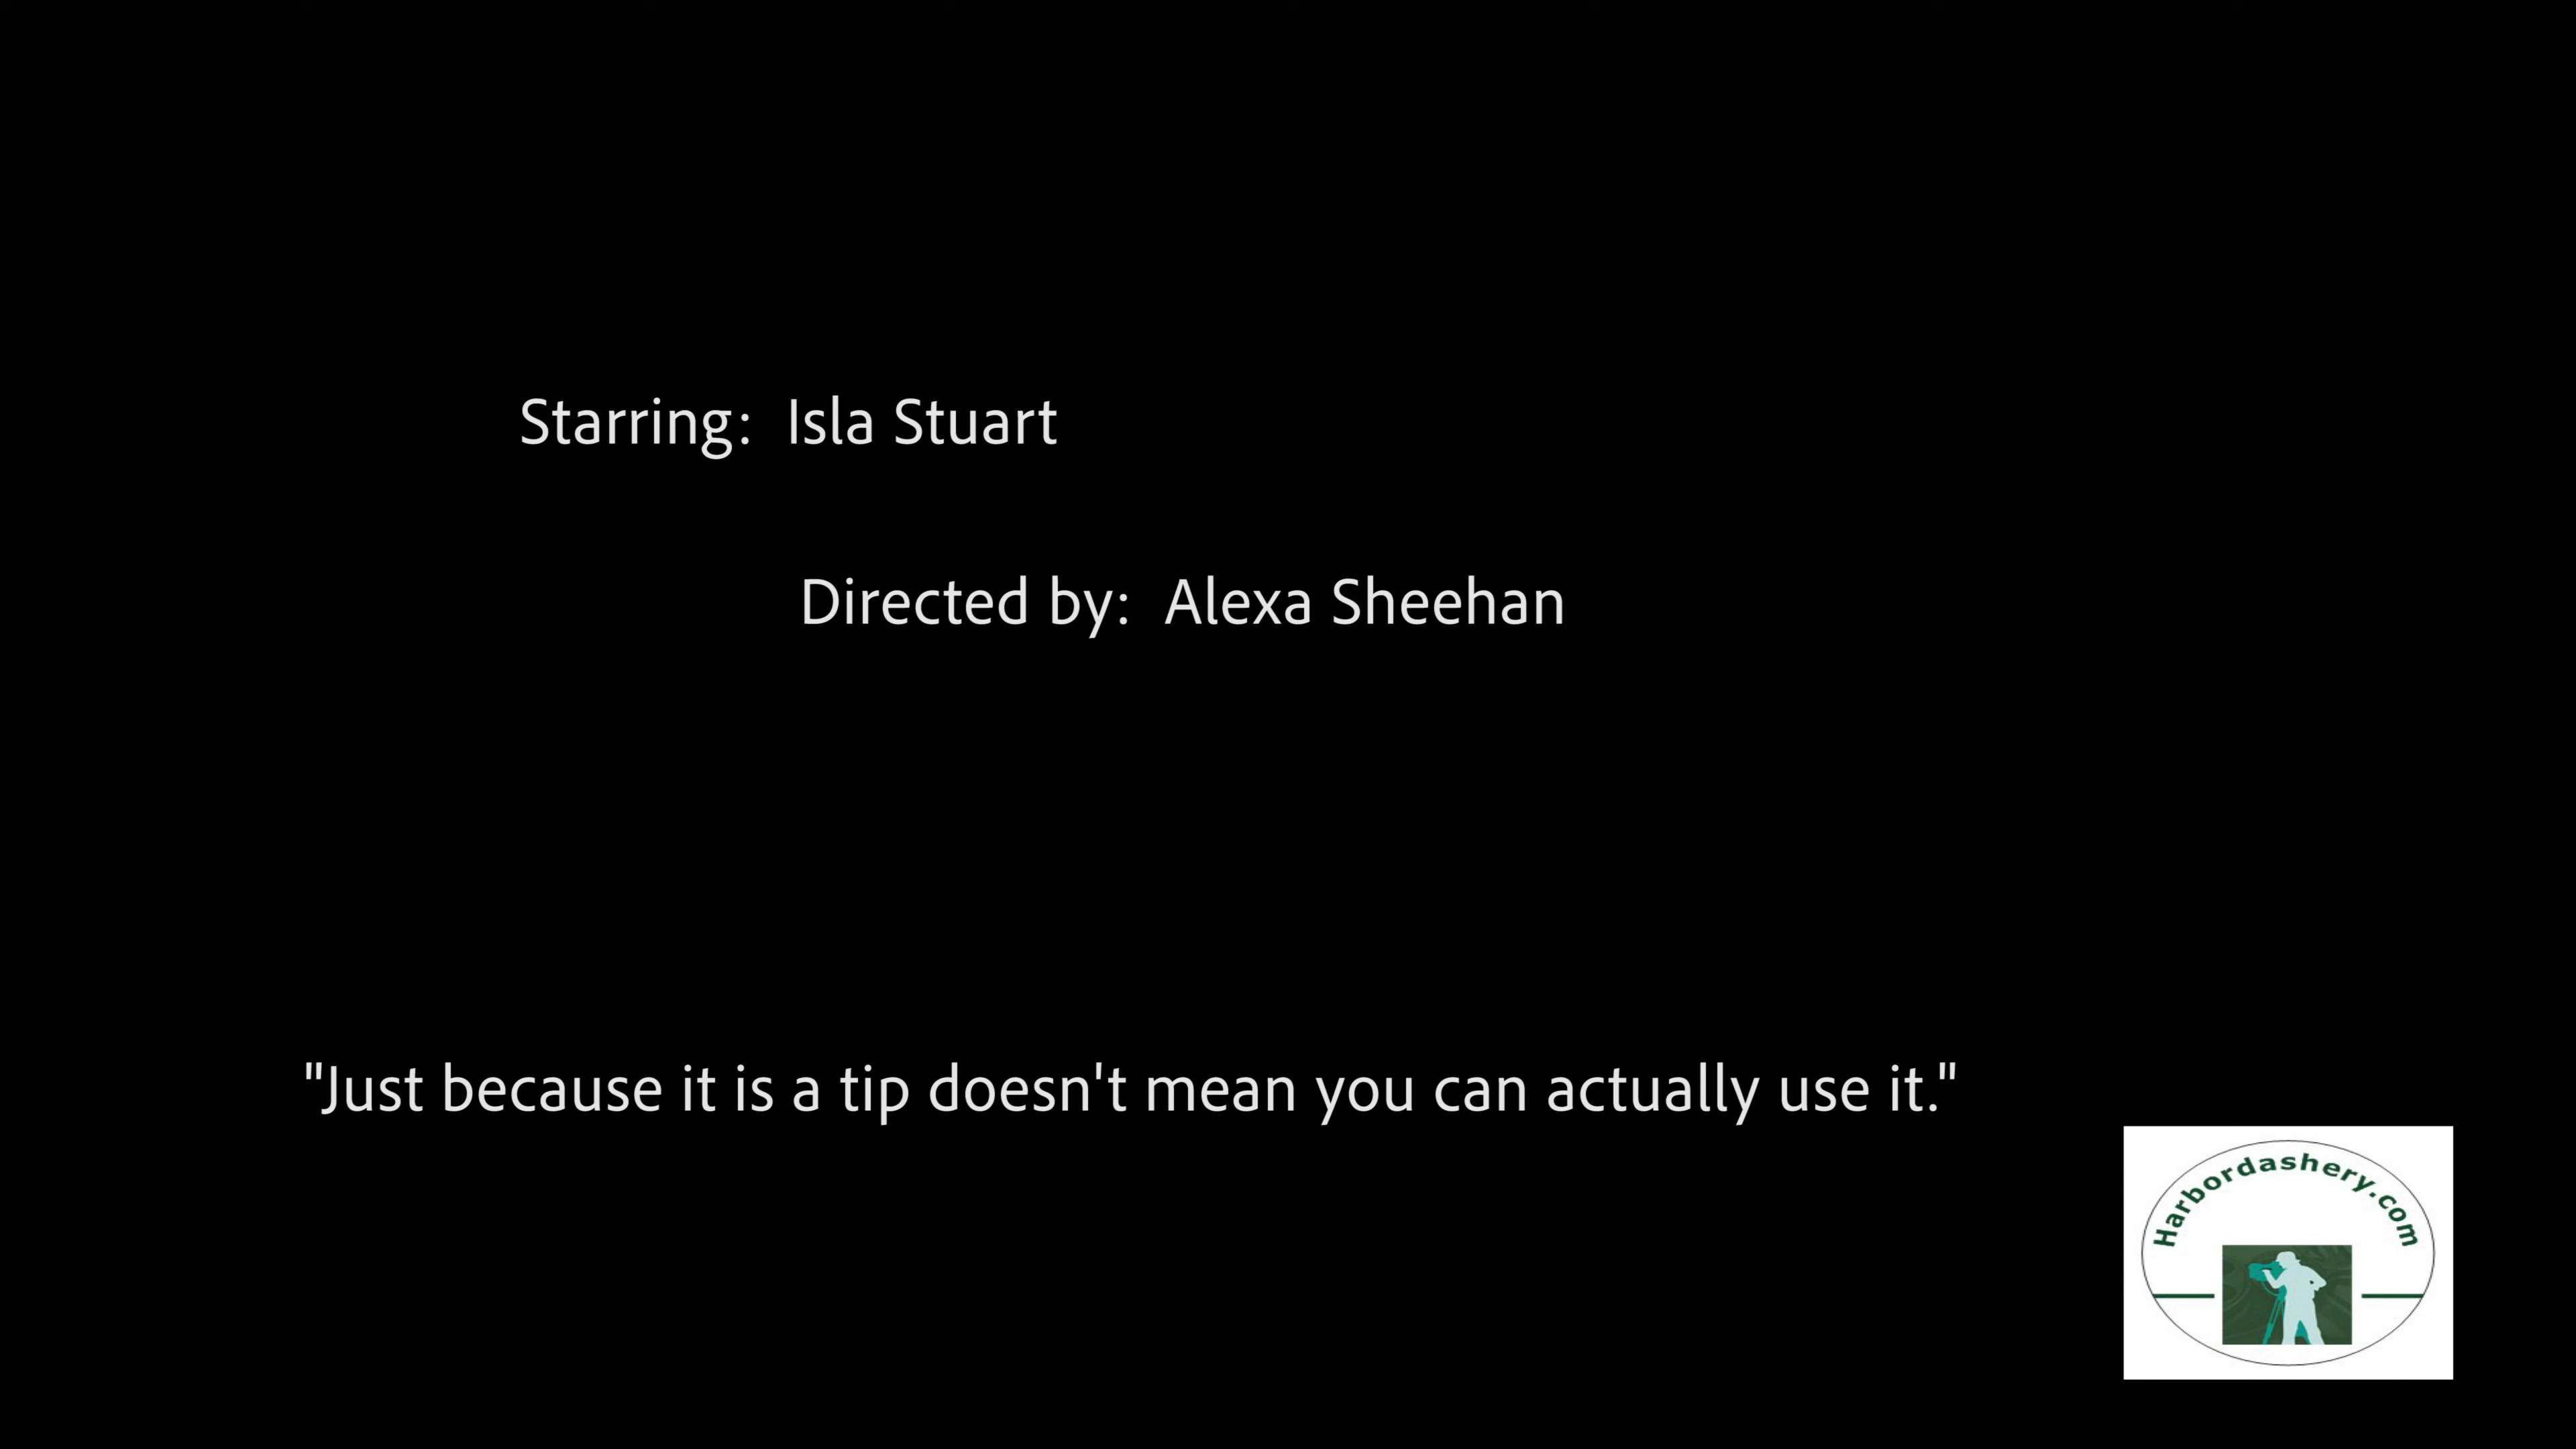 Starring:  Isla Stuart
Directed by:  Alexa Sheehan
"Just because it is a tip doesn't mean you can actually use it."
Harbordashery.com